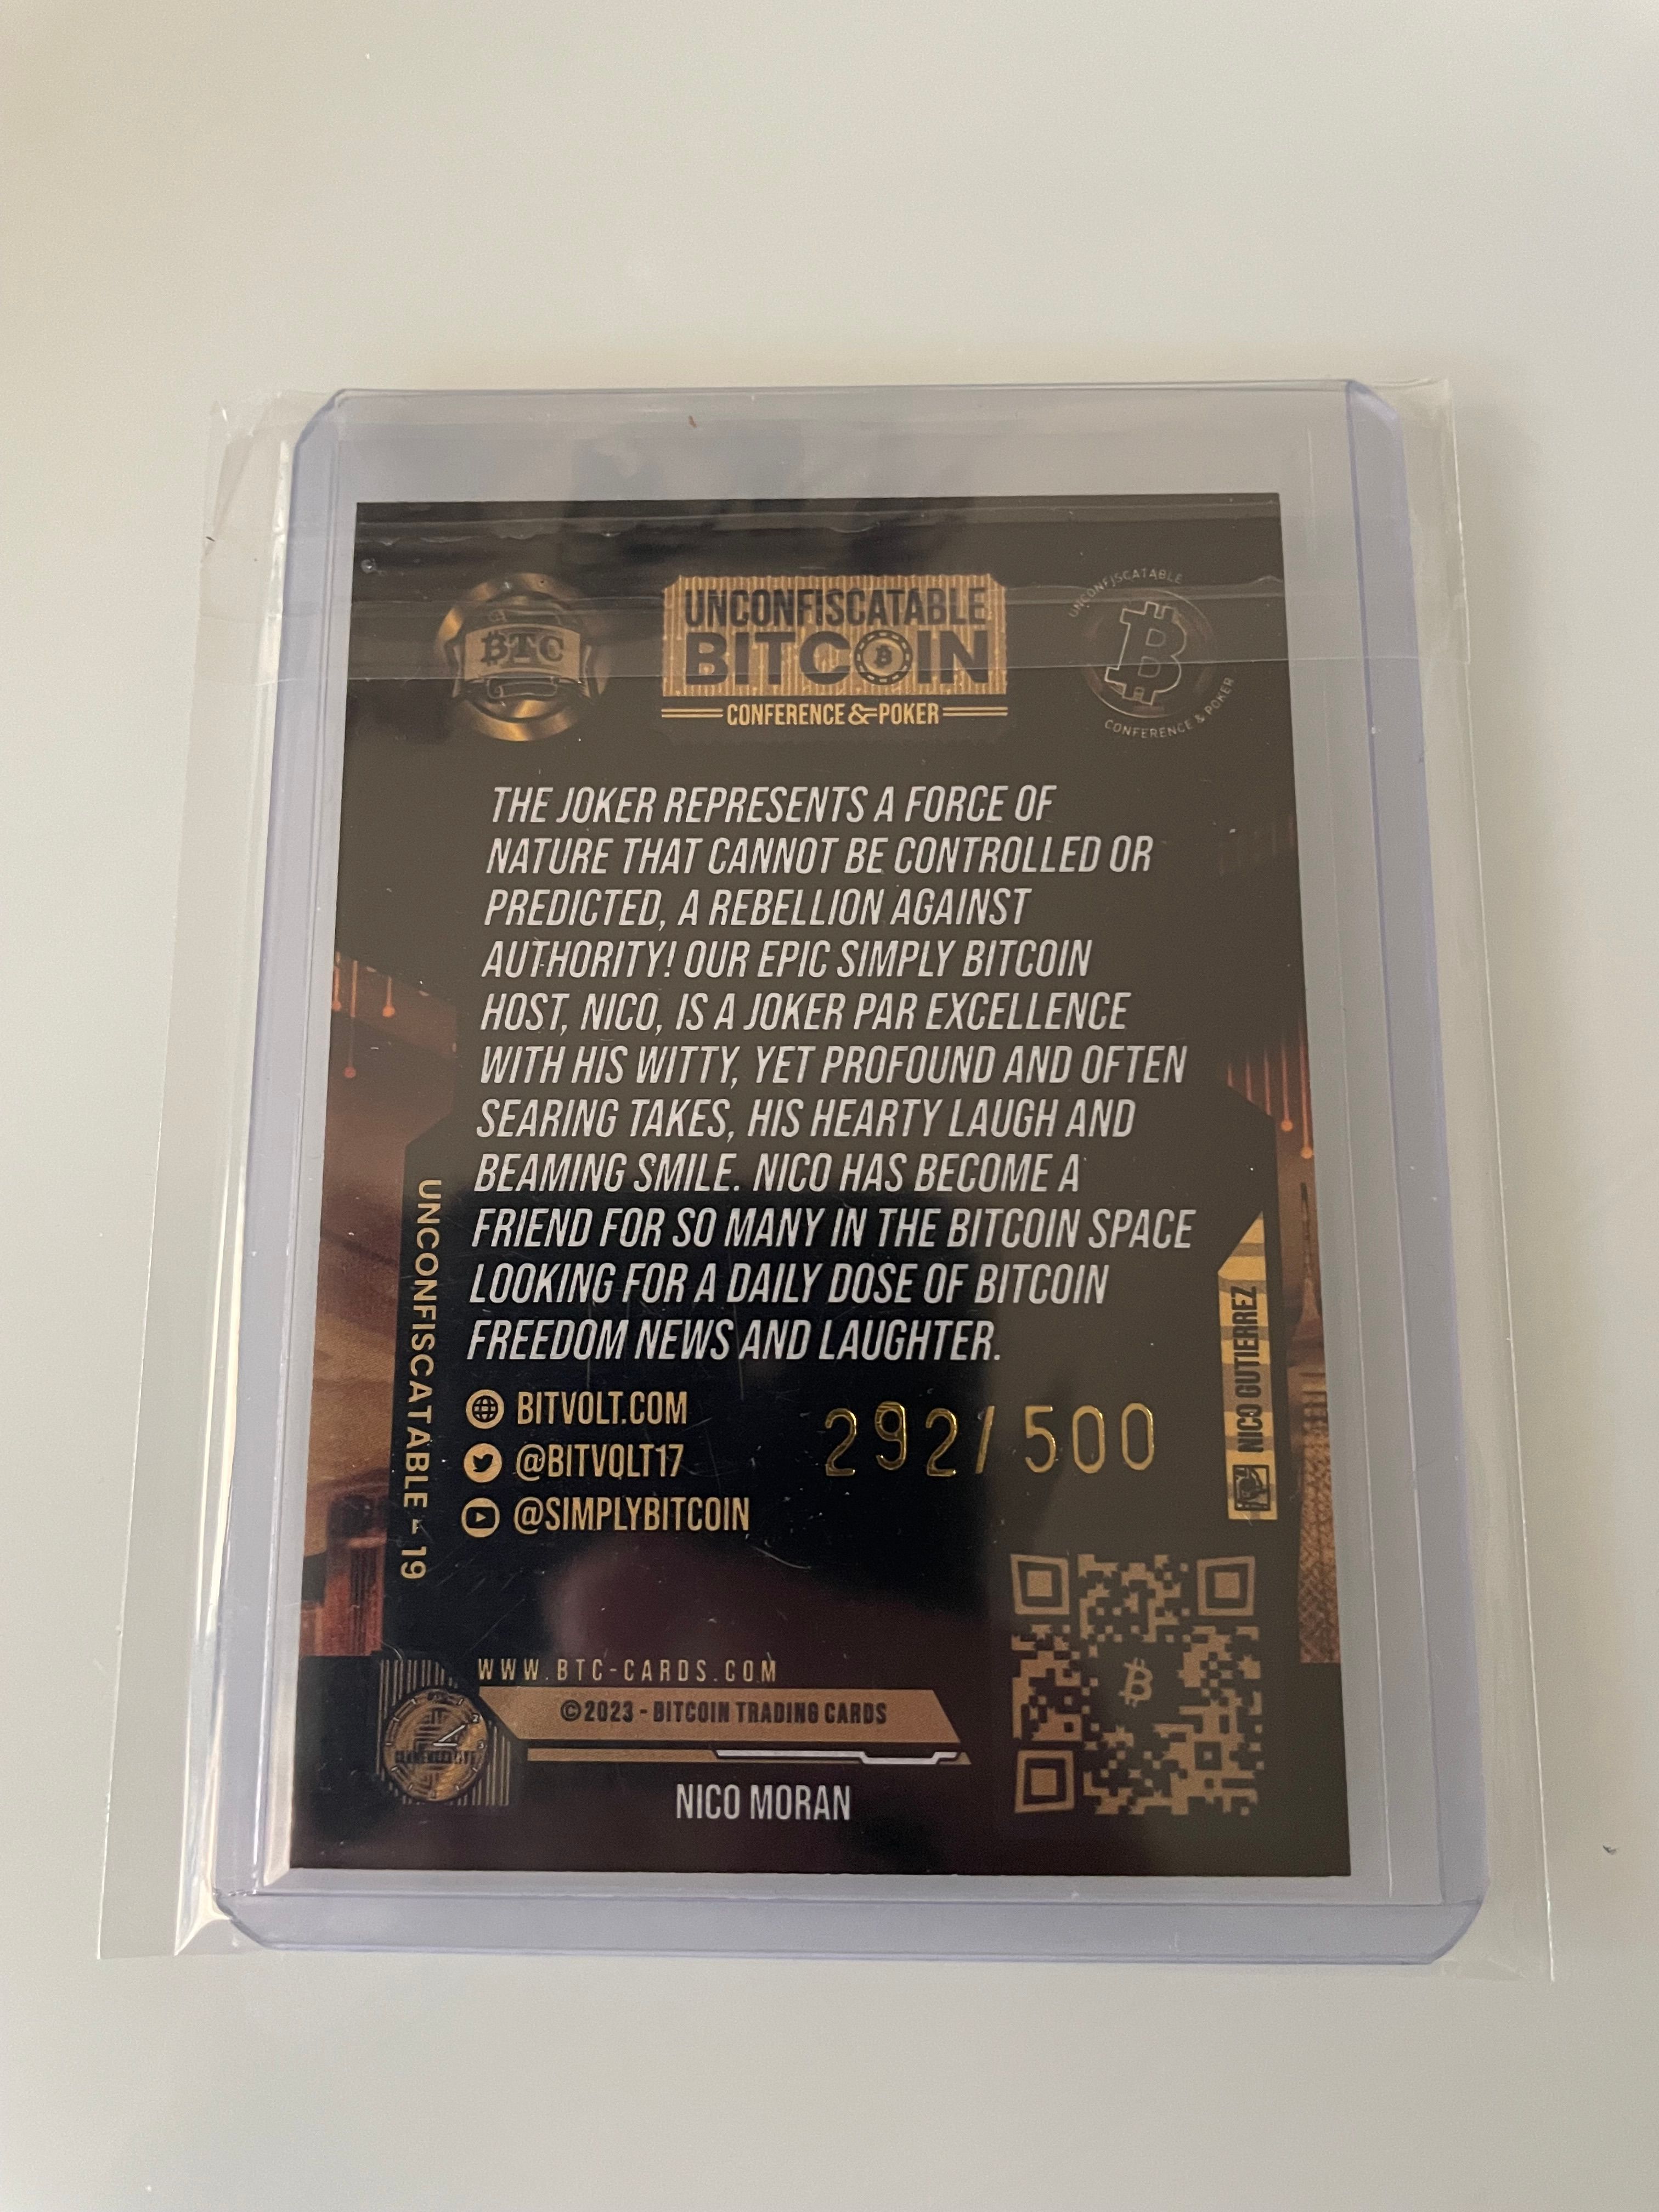 BTC
UNCONFISCATABLE
BITCOIN
CONFERENCE & POKER
UNCONFISCATABLE
CONFERENCE & POKER
THE JOKER REPRESENTS A FORCE OF
NATURE THAT CANNOT BE CONTROLLED OR
PREDICTED, A REBELLION AGAINST
AUTHORITY! OUR EPIC SIMPLY BITCOIN
HOST, NICO, IS A JOKER PAR EXCELLENCE
WITH HIS WITTY, YET PROFOUND AND OFTEN
SEARING TAKES, HIS HEARTY LAUGH AND
BEAMING SMILE. NICO HAS BECOME A
FRIEND FOR SO MANY IN THE BITCOIN SPACE
LOOKING FOR A DAILY DOSE OF BITCOIN
FREEDOM NEWS AND LAUGHTER.
UNCONFISCATABLE - 19
BITVOLT.COM
@BITVOLT17
@SIMPLYBITCOIN
292/500
NICO GUTIERREZ
WWW.BTC-CARDS.COM
©2023 - BITCOIN TRADING CARDS
NICO MORAN